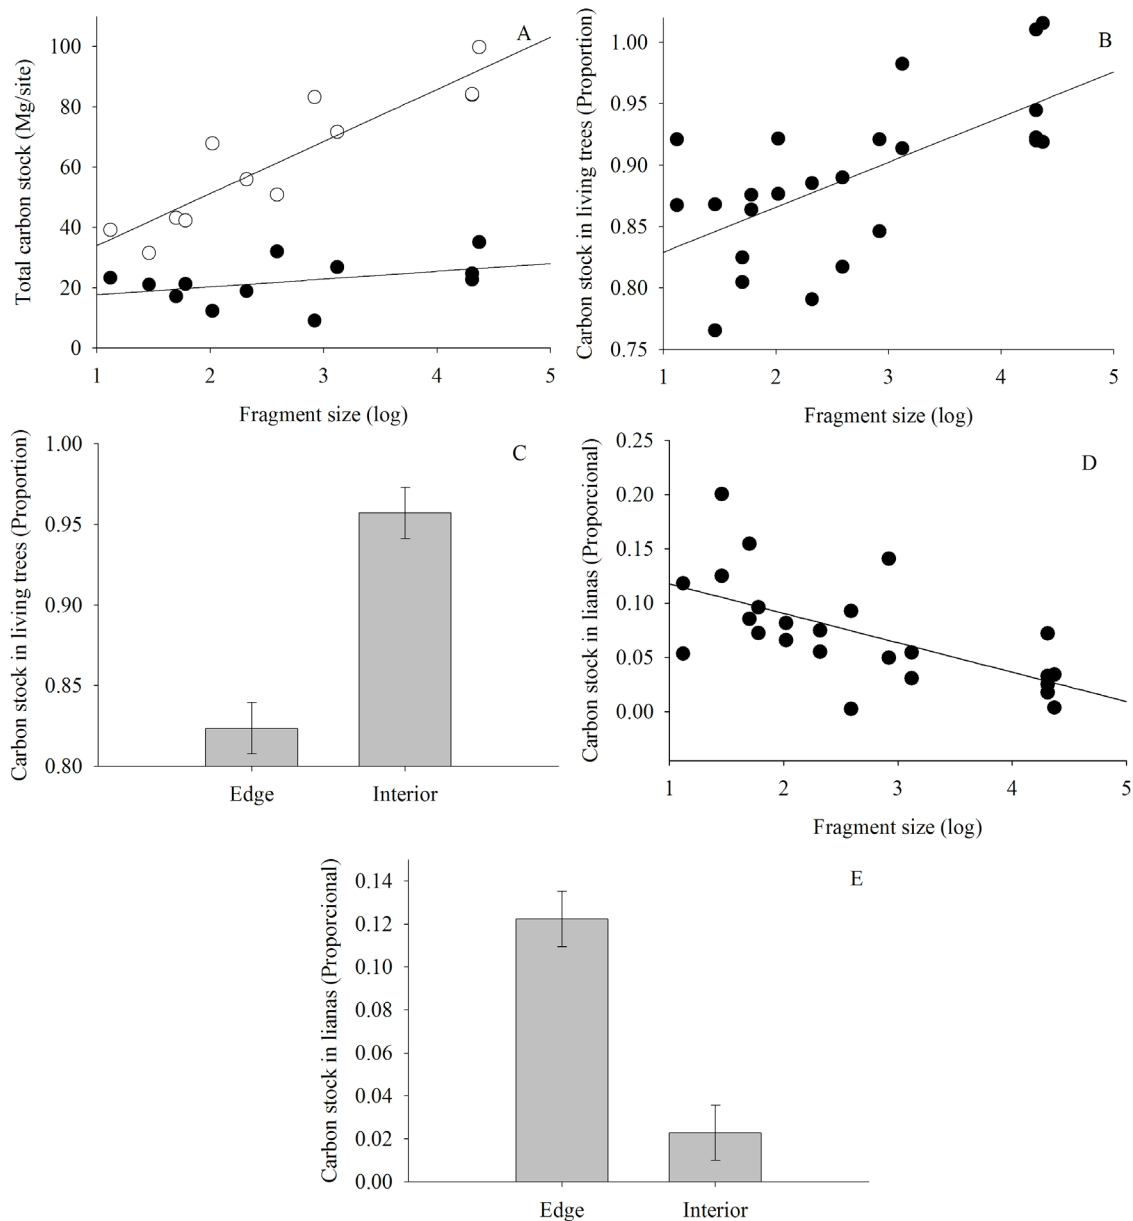 A
Total carbon stock (Mg/site)
100
80
60
40
20
0
1 2 3 4 5
Fragment size (log)
B
Carbon stock in living trees (Proportion)
1.00
0.95
0.90
0.85
0.80
0.75
1 2 3 4 5
Fragment size (log)
C
Carbon stock in living trees (Proportion)
1.00
0.95
0.90
0.85
0.80
Edge Interior
D
Carbon stock in lianas (Proporcional)
0.25
0.20
0.15
0.10
0.05
0.00
1 2 3 4 5
Fragment size (log)
E
Carbon stock in lianas (Proporcional)
0.14
0.12
0.10
0.08
0.06
0.04
0.02
0.00
Edge Interior